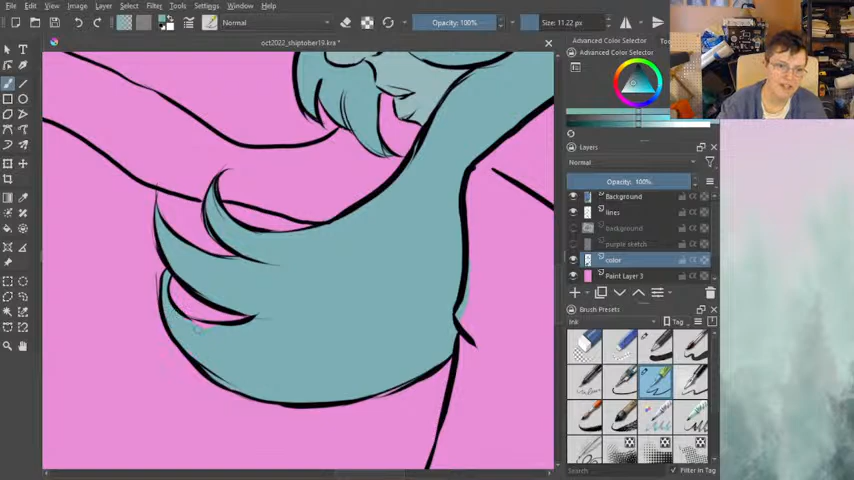 File Edit View Image Layer Select Filter Tools Settings Window Help
Normal
Opacity: 100%
Size: 11.22 px
oct2022_shiptober19.kra *
Advanced Color Selector
Advanced Color Selector
Layers
Normal
Opacity: 100%
Background
lines
background
purple sketch
color
Paint Layer 3
Brush Presets
Ink
Tag
Search
Filter in Tag